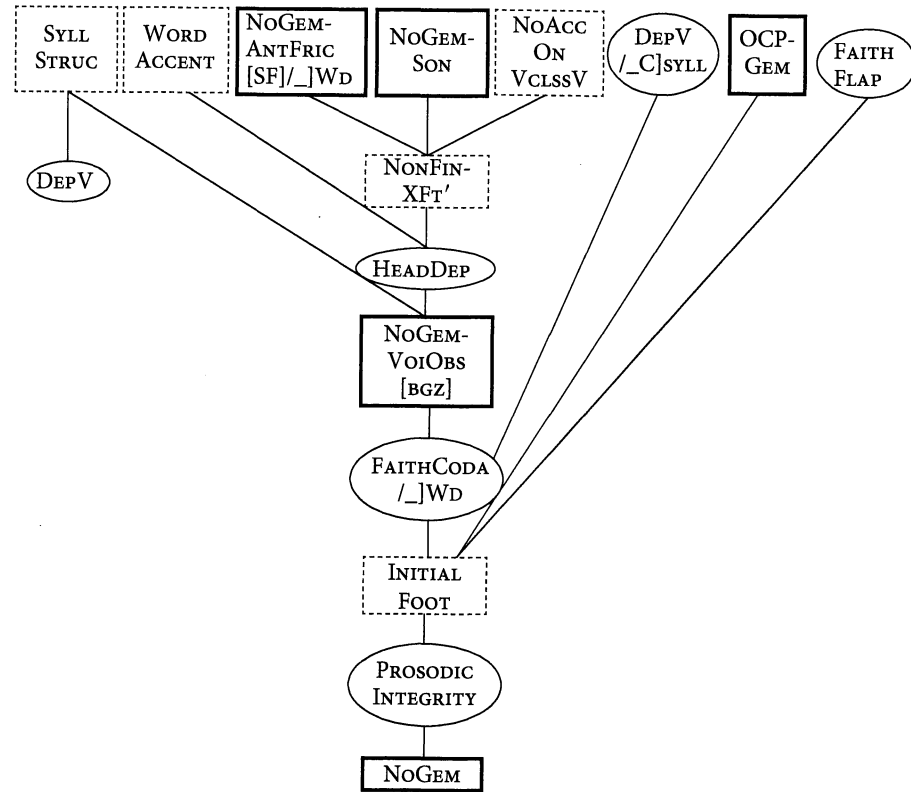 SYLL
STRUC
WORD
ACCENT
NOGEM-
ANTFRIC
[SF]/_]WD
NOGEM-
SON
NOACC
ON
VCLSSV
DEPV
/_C]SYLL
OCP-
GEM
FAITH
FLAP
DEPV
NONFIN-
XFT′
HEADDEP
NOGEM-
VOIOBS
[BGZ]
FAITHCODA
/_]WD
INITIAL
FOOT
PROSODIC
INTEGRITY
NOGEM